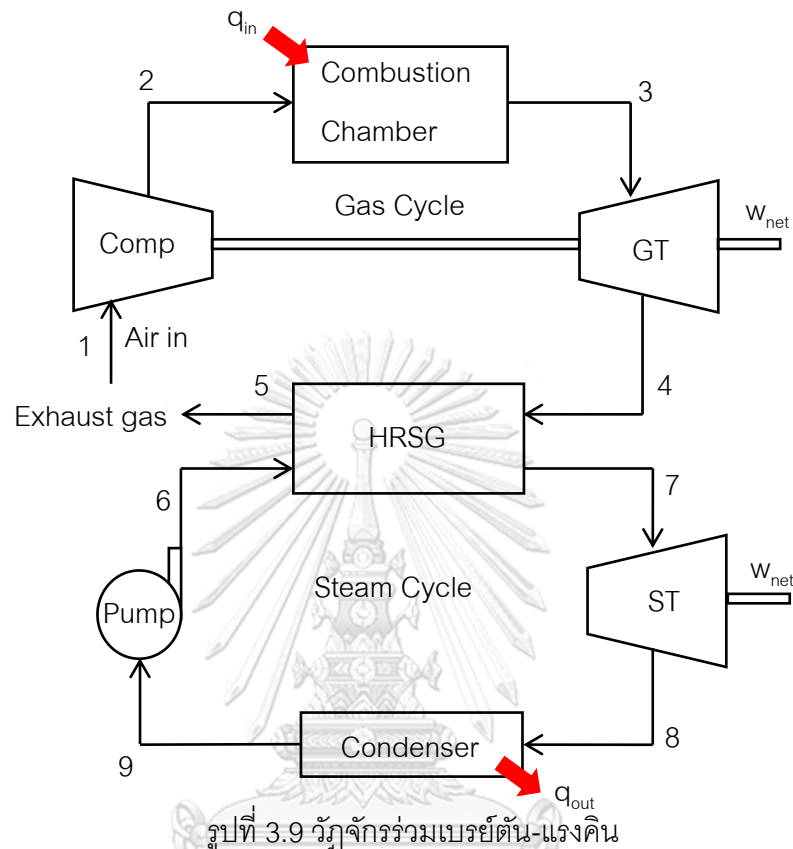 q_in
2
Combustion
Chamber
3
Gas Cycle
Comp
GT
w_net
1
Air in
5
4
Exhaust gas
HRSG
6
7
Steam Cycle
Pump
ST
w_net
Condenser
9
8
q_out
รูปที่ 3.9 วัฏจักรร่วมเบรย์ตัน-แรงคิน